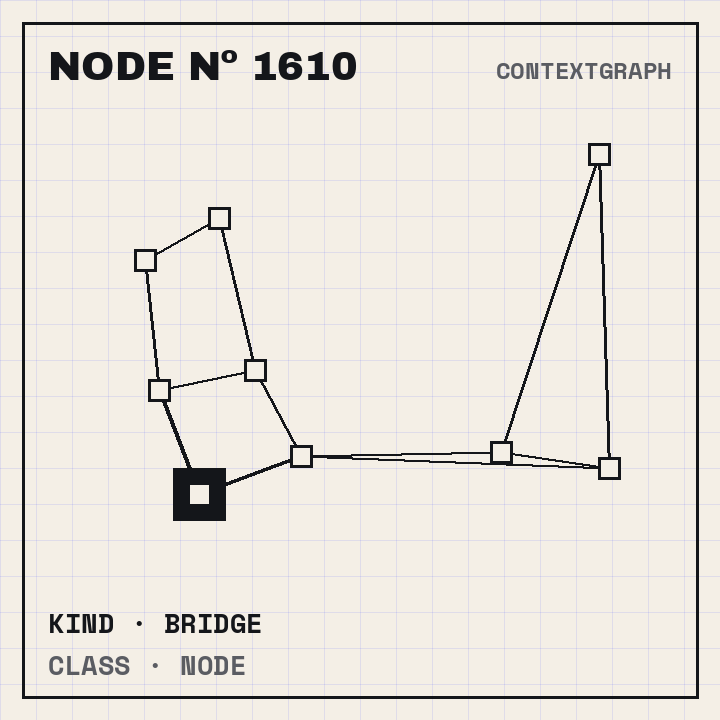 NODE Nº 1610
CONTEXTGRAPH
KIND · BRIDGE
CLASS · NODE